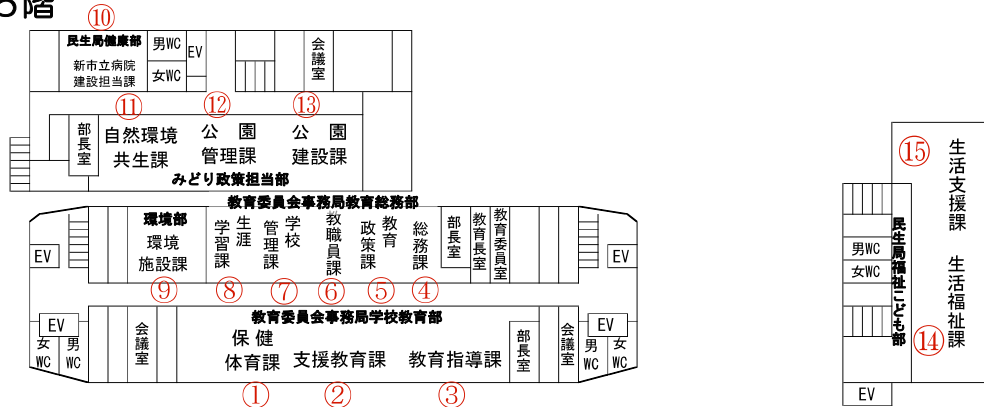 5階
⑩
民生局健康部
新市立病院
建設担当課
男WC
女WC
EV
会議室
⑪
⑫
⑬
部長室
自然環境
共生課
公園
管理課
公園
建設課
みどり政策担当部
教育委員会事務局教育総務部
EV
環境部
環境
施設課
生涯
学習課
学校
管理課
教職員課
教育
政策課
総務課
部長室
教育長室
教育委員室
EV
⑨
⑧
⑦
⑥
⑤
④
教育委員会事務局学校教育部
EV
女WC
男WC
会議室
保健
体育課
支援教育課
教育指導課
部長室
会議室
EV
男WC
女WC
①
②
③
⑮
生活支援課
生活福祉課
民生局福祉こども部
男WC
女WC
⑭
EV